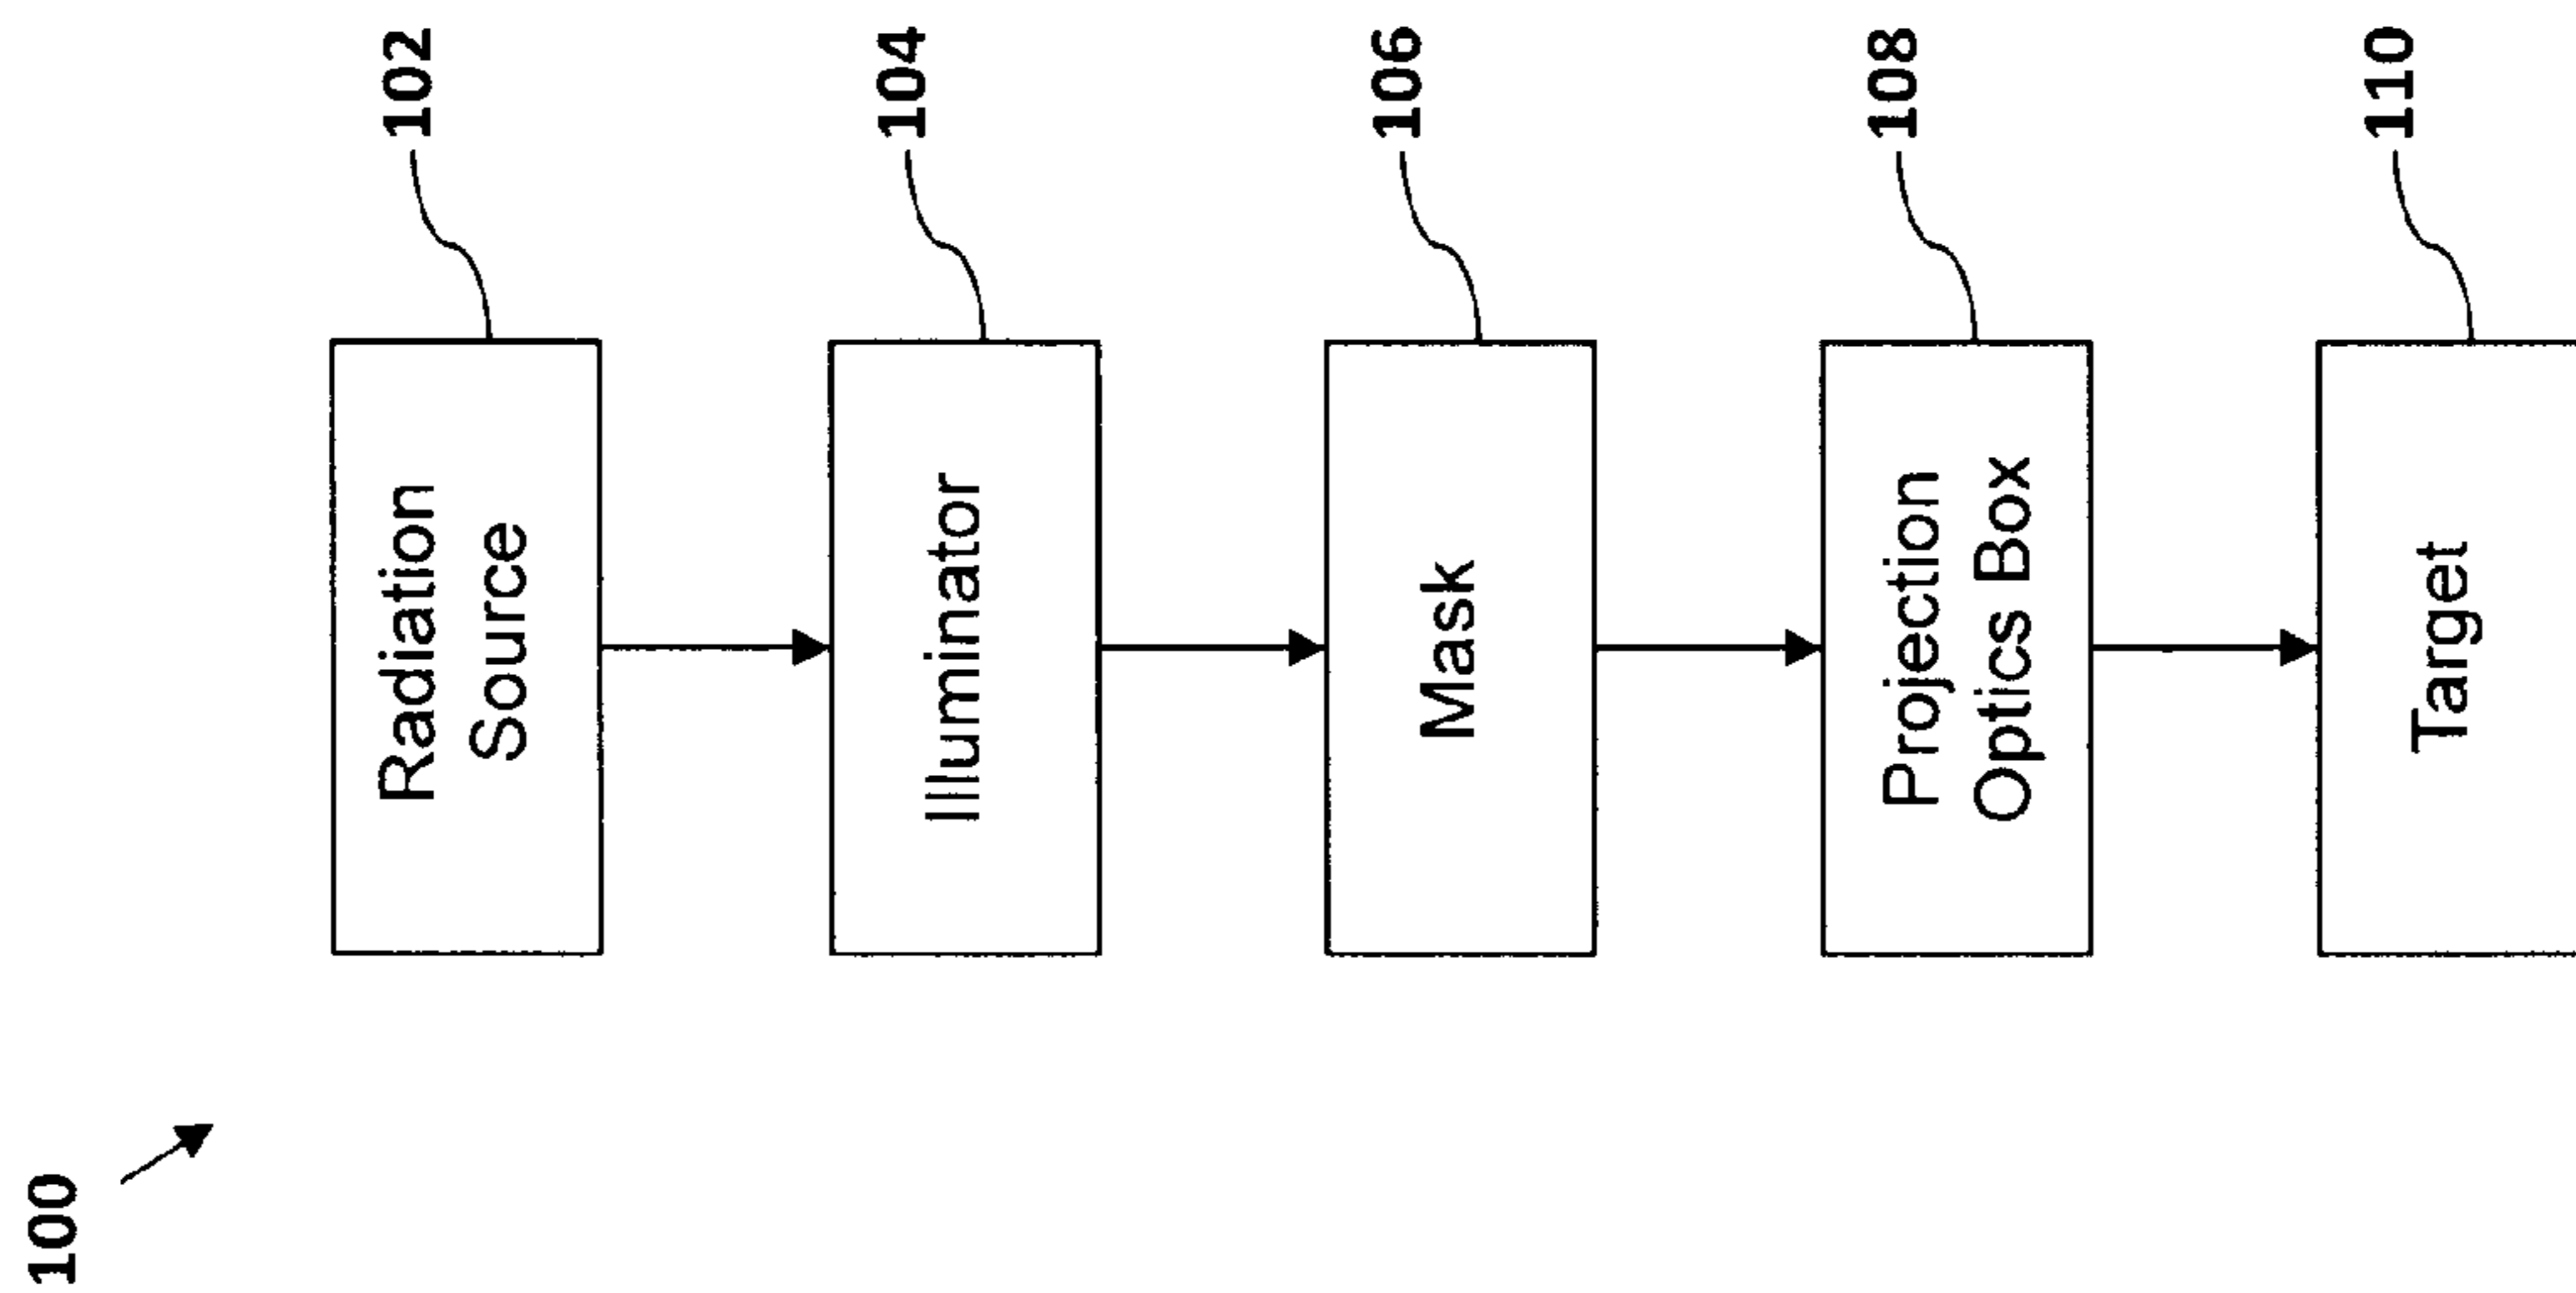 100
Radiation
Source
102
Illuminator
104
Mask
106
Projection
Optics Box
108
Target
110